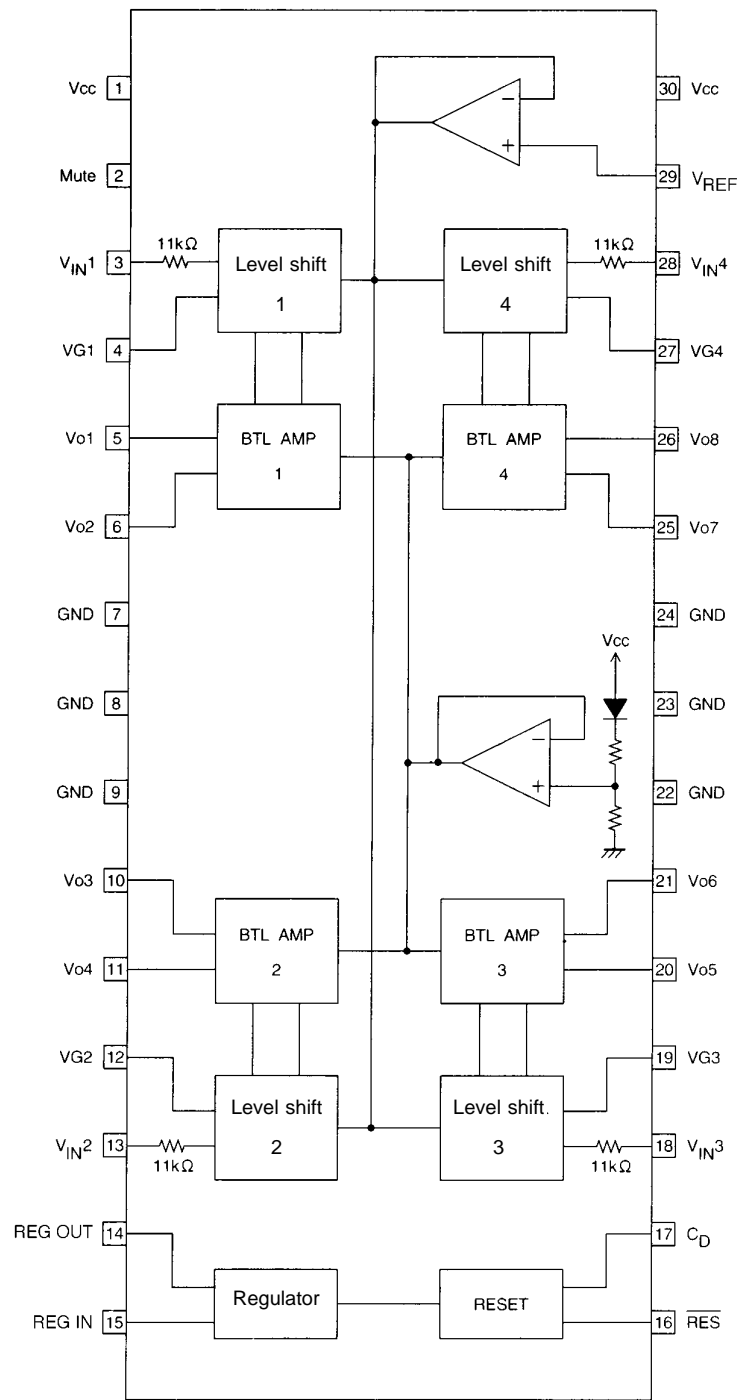 Vcc 1
30 Vcc
Mute 2
29 VREF
VIN1 3
11kΩ
Level shift
1
Level shift
4
11kΩ
28 VIN4
VG1 4
27 VG4
Vo1 5
BTL AMP
1
BTL AMP
4
26 Vo8
Vo2 6
25 Vo7
GND 7
24 GND
Vcc
GND 8
23 GND
GND 9
22 GND
- 
+
-
+
Vo3 10
21 Vo6
BTL AMP
2
BTL AMP
3
Vo4 11
20 Vo5
VG2 12
19 VG3
Level shift
2
Level shift.
3
VIN2 13
11kΩ
11kΩ
18 VIN3
REG OUT 14
17 CD
Regulator
RESET
REG IN 15
16 RES